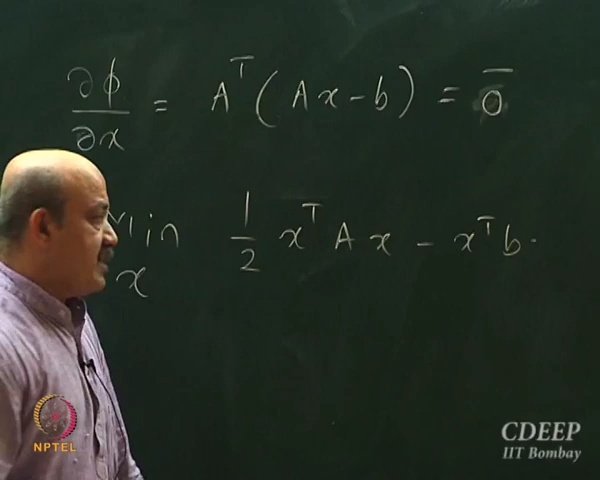 ∂φ/∂x = Aᵀ(Ax − b) = 0̅
Min x 1/2 xᵀAx − xᵀb.
NPTEL
CDEEP
IIT Bombay